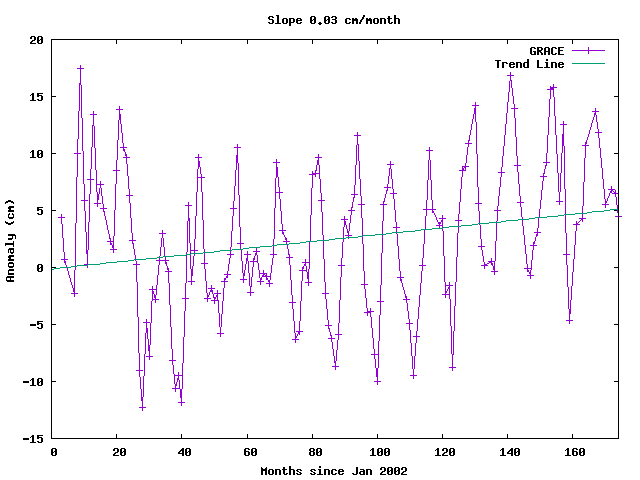 Slope 0.03 cm/month
GRACE
Trend Line
Anomaly (cm)
20
15
10
5
0
-5
-10
-15
0 20 40 60 80 100 120 140 160
Months since Jan 2002